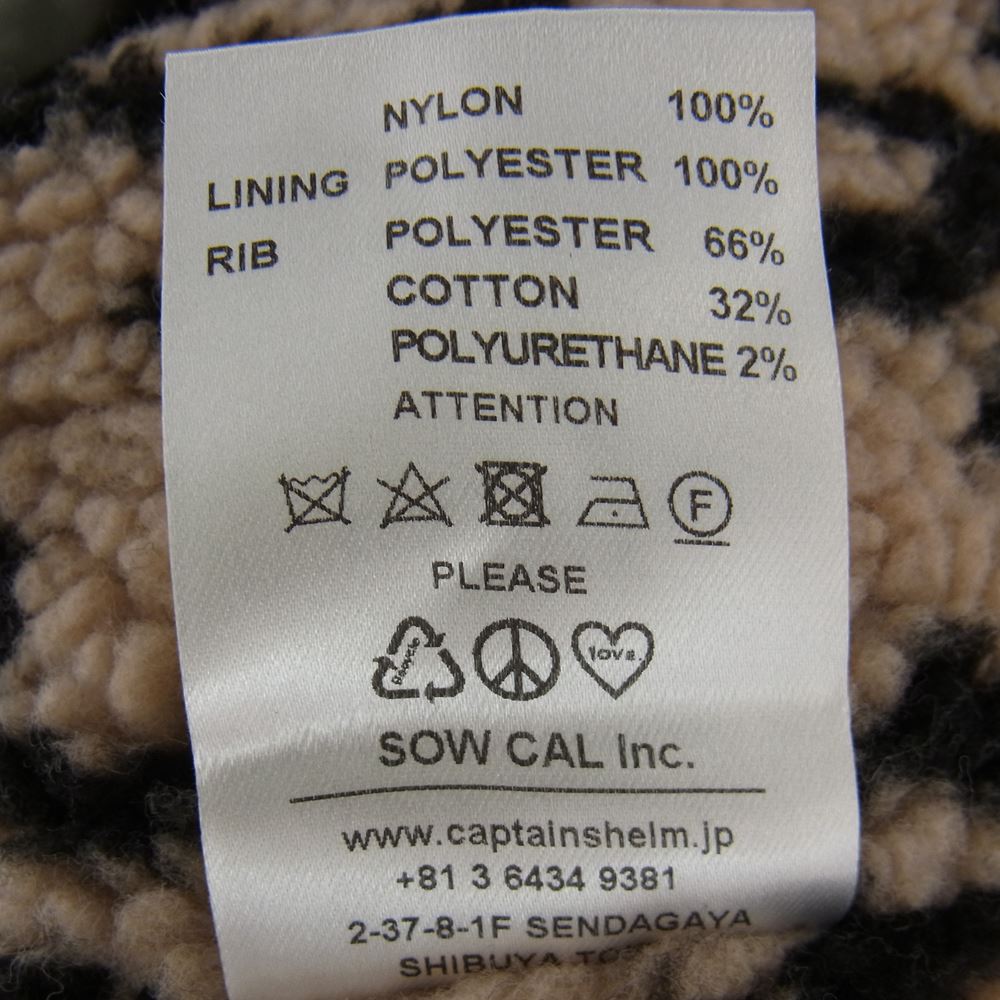 NYLON 100%
LINING POLYESTER 100%
RIB POLYESTER 66%
COTTON 32%
POLYURETHANE 2%
ATTENTION
F
PLEASE
Recycle
love.
SOW CAL Inc.
www.captainshelm.jp
+81 3 6434 9381
2-37-8-1F SENDAGAYA
SHIBUYA